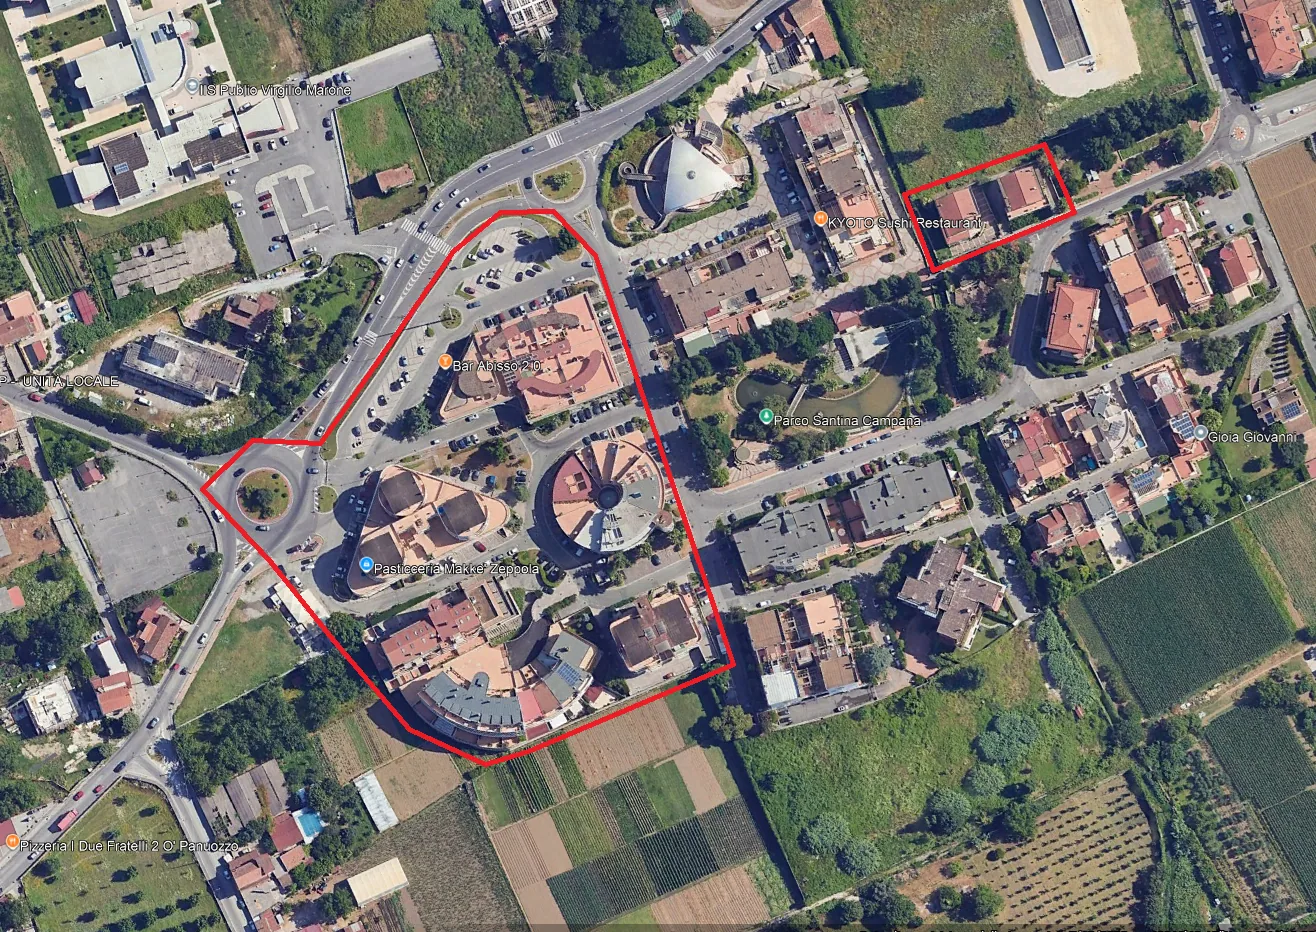 IIS Publio Virgilio Marone
KYOTO Sushi Restaurant
Bar Abisso 2.0
P - UNITA LOCALE
Parco Santina Campana
Gioia Giovanni
Pasticceria Makke' Zeppola
Pizzeria I Due Fratelli 2 O' Panuozzo